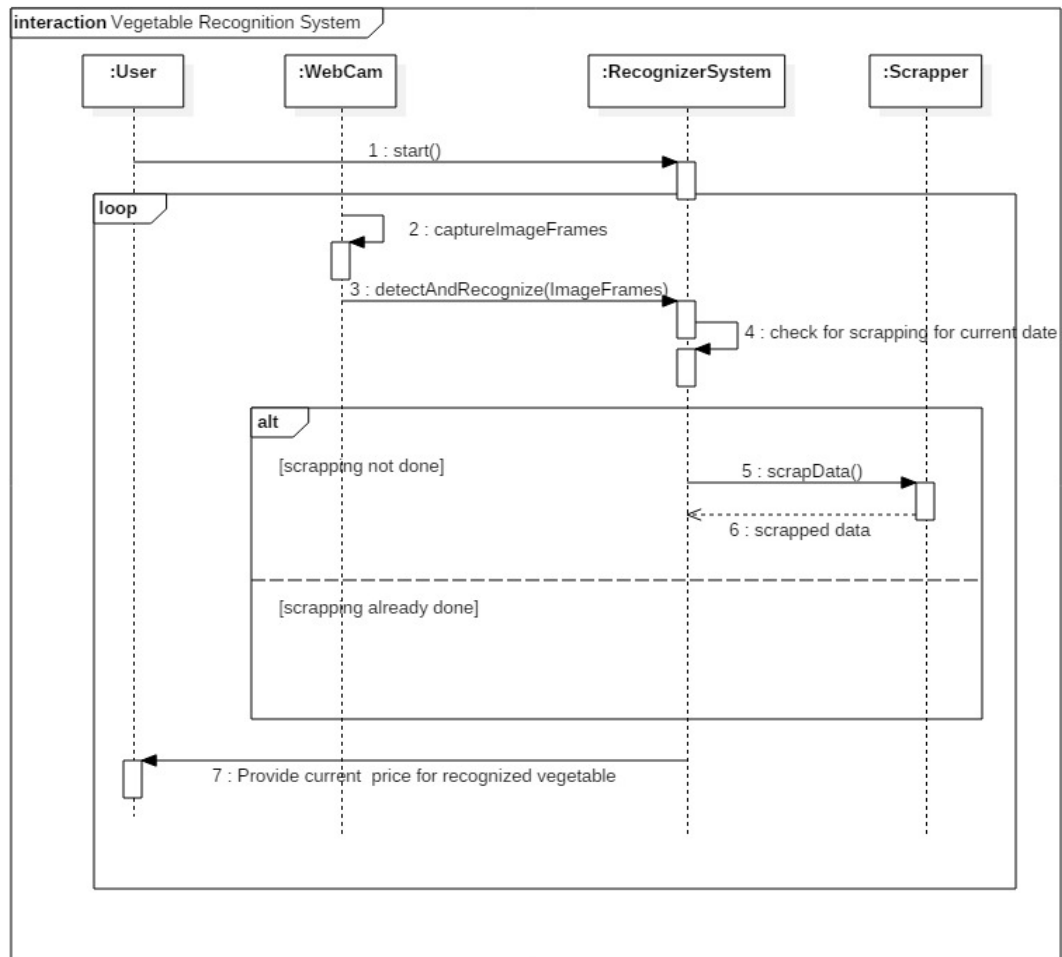 interaction Vegetable Recognition System
:User
:WebCam
:RecognizerSystem
:Scrapper
1 : start()
loop
2 : captureImageFrames
3 : detectAndRecognize(ImageFrames)
4 : check for scrapping for current date
alt
[scrapping not done]
5 : scrapData()
6 : scrapped data
[scrapping already done]
7 : Provide current  price for recognized vegetable